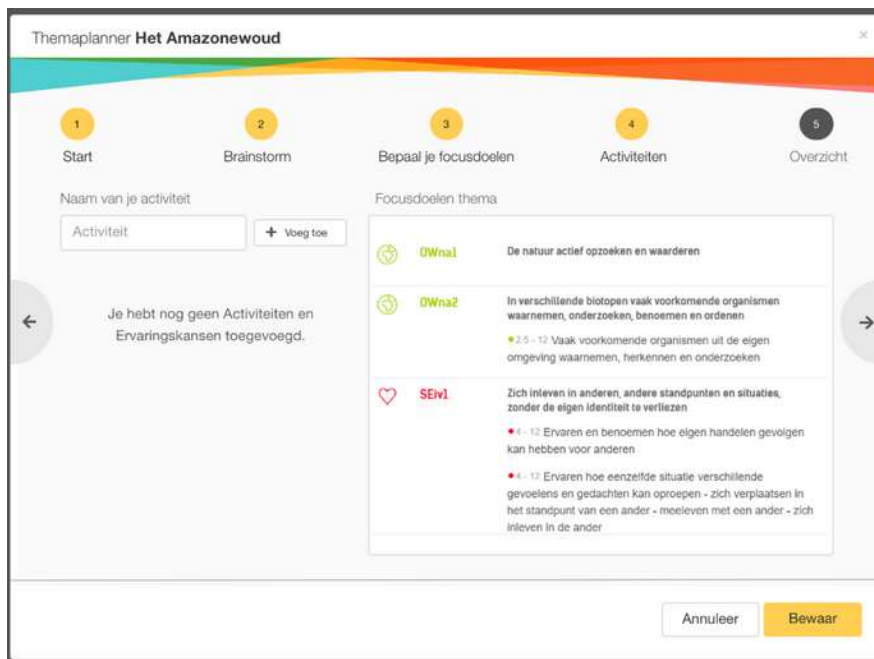 Themaplanner Het Amazonewoud
×
1
2
3
4
5
Start
Brainstorm
Bepaal je focusdoelen
Activiteiten
Overzicht
Naam van je activiteit
Activiteit
+ Voeg toe
Je hebt nog geen Activiteiten en
Ervaringskansen toegevoegd.
Focusdoelen thema
OWna1
De natuur actief opzoeken en waarderen
OWna2
In verschillende biotopen vaak voorkomende organismen
waarnemen, onderzoeken, benoemen en ordenen
2.5 - 12 Vaak voorkomende organismen uit de eigen
omgeving waarnemen, herkennen en onderzoeken
SEiv1
Zich inleven in anderen, andere standpunten en situaties,
zonder de eigen identiteit te verliezen
4 - 12 Ervaren en benoemen hoe eigen handelen gevolgen
kan hebben voor anderen
4 - 12 Ervaren hoe eenzelfde situatie verschillende
gevoelens en gedachten kan oproepen - zich verplaatsen in
het standpunt van een ander - meeleven met een ander - zich
inleven in de ander
Annuleer
Bewaar